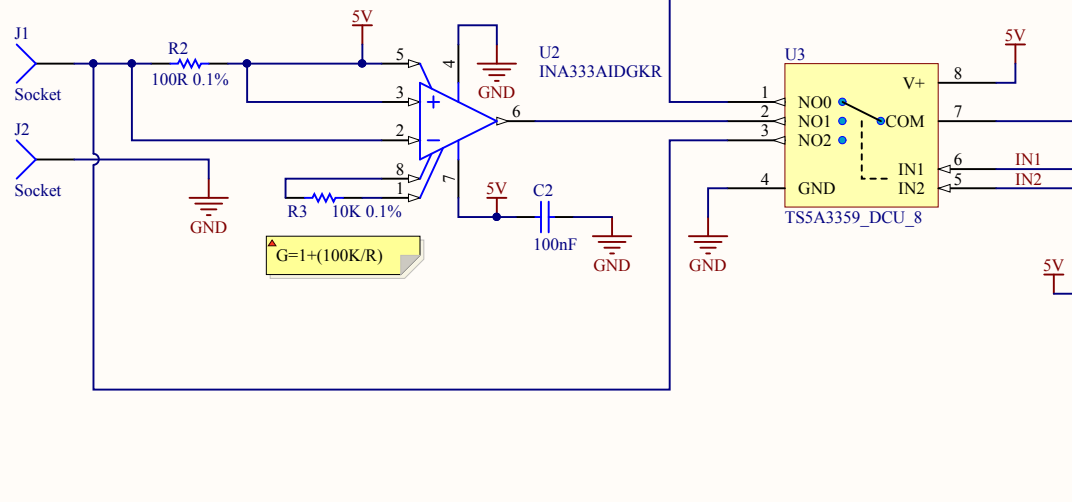 J1
Socket
J2
Socket
GND
R2
100R 0.1%
5V
5
3
2
8
1
4
7
6
GND
U2
INA333AIDGKR
R3
10K 0.1%
G=1+(100K/R)
5V
C2
100nF
GND
GND
U3
1
2
3
4
NO0
NO1
NO2
GND
V+
COM
IN1
IN2
8
7
6
5
TS5A3359_DCU_8
5V
IN1
IN2
5V